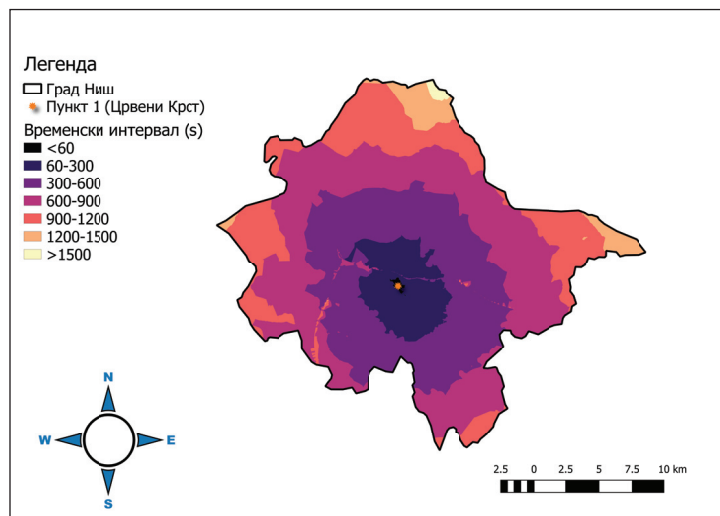 Легенда
Град Ниш
Пункт 1 (Црвени Крст)
Временски интервал (s)
<60
60-300
300-600
600-900
900-1200
1200-1500
>1500
N
W E
S
2.5 0 2.5 5 7.5 10 km